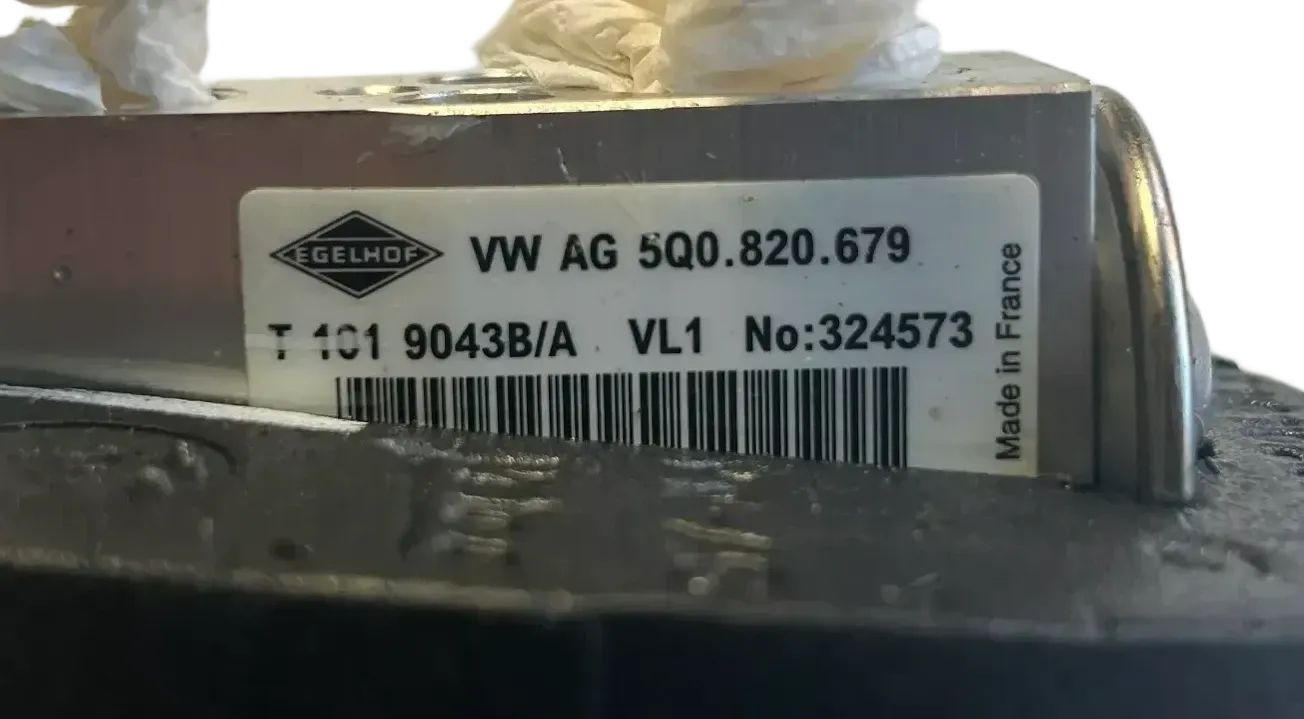 EGELHOF VW AG 5Q0.820.679
T 101 9043B/A VL1 No:324573
Made in France